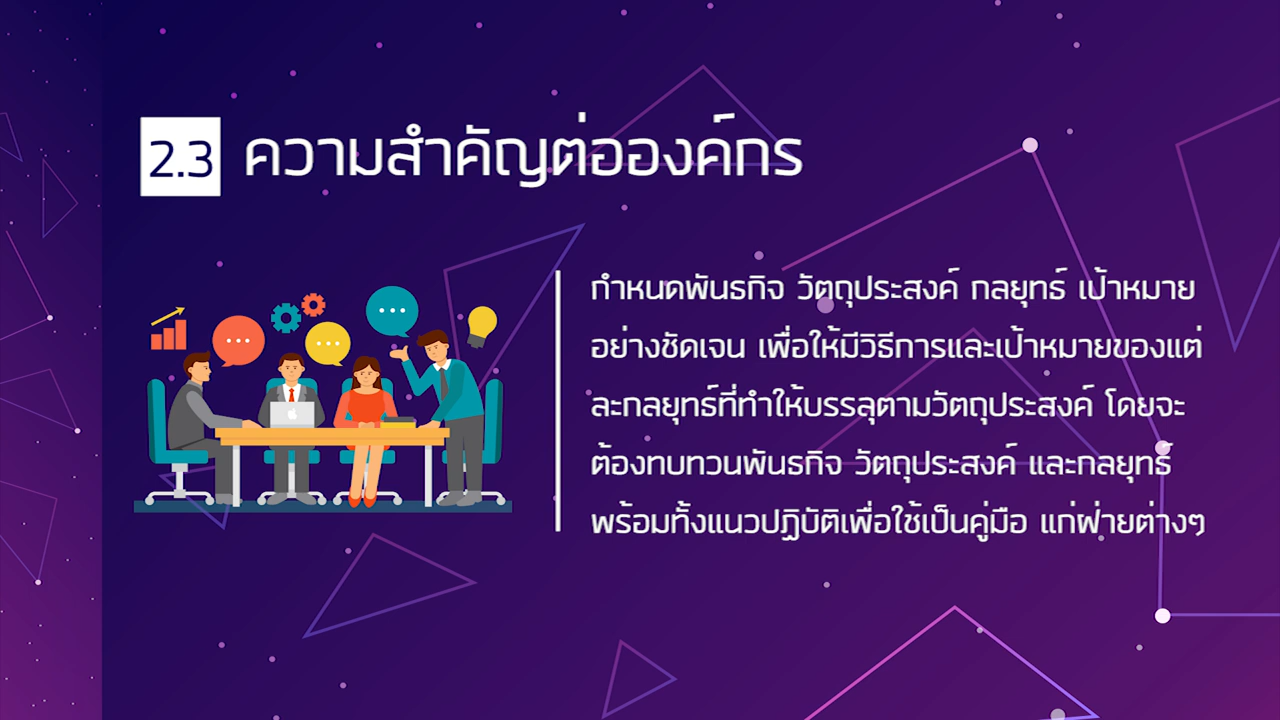 2.3 ความสำคัญต่อองค์กร
กำหนดพันธกิจ วัตถุประสงค์ กลยุทธ์ เป้าหมาย
อย่างชัดเจน เพื่อให้มีวิธีการและเป้าหมายของแต่
ละกลยุทธ์ที่ทำให้บรรลุตามวัตถุประสงค์ โดยจะ
ต้องทบทวนพันธกิจ วัตถุประสงค์ และกลยุทธ์
พร้อมทั้งแนวปฏิบัติเพื่อใช้เป็นคู่มือ แก่ฝ่ายต่างๆ